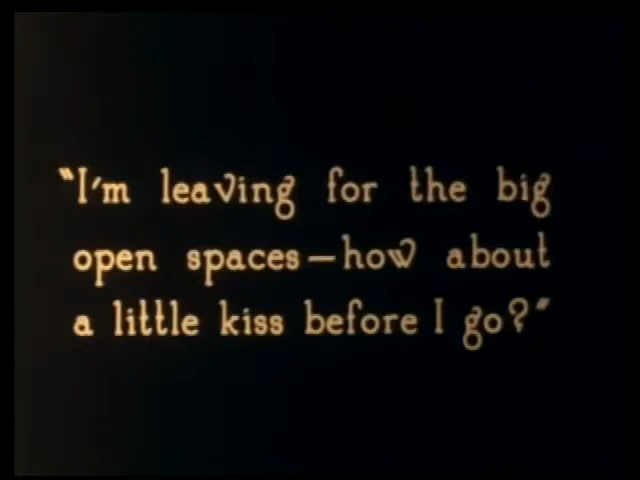 "I'm leaving for the big
open spaces—how about
a little kiss before I go?"